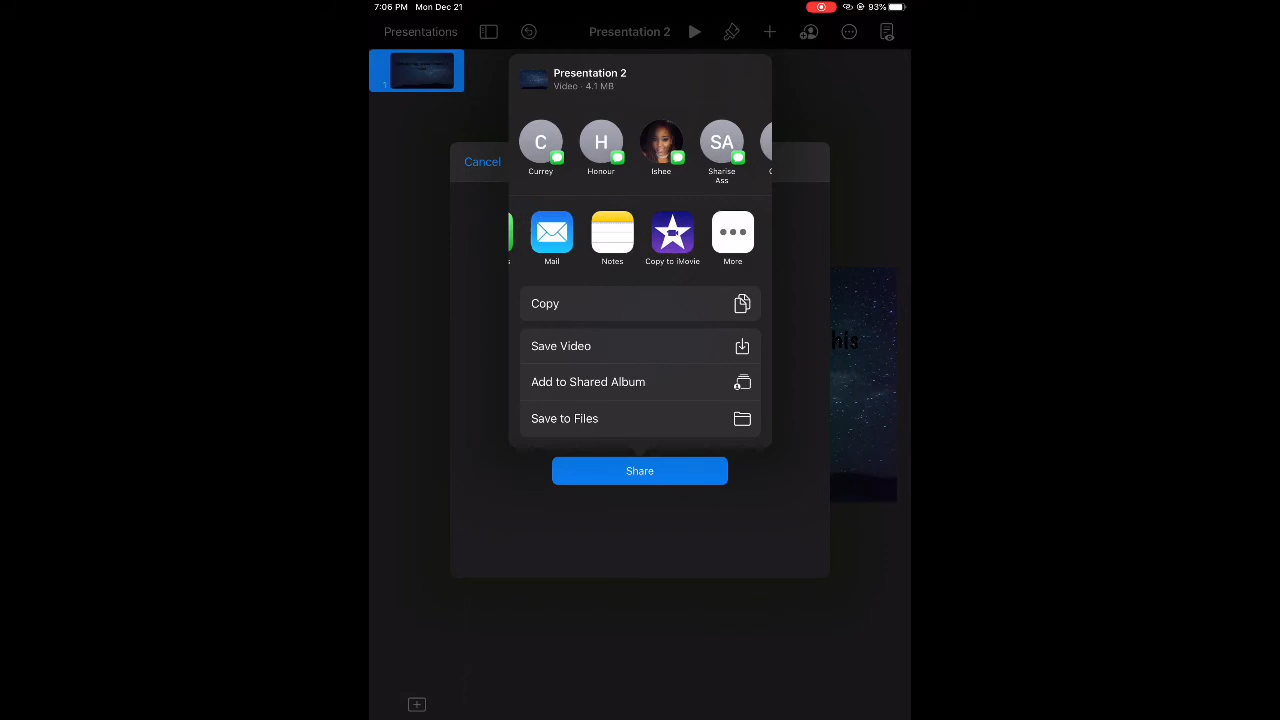 7:06 PM Mon Dec 21
93%
Presentations
Presentation 2
1
Presentation 2
Video · 4.1 MB
Cancel
C
H
SA
Currey
Honour
Ishee
Sharise
Ass
Mail
Notes
Copy to iMovie
More
Copy
Save Video
Add to Shared Album
Save to Files
his
Share